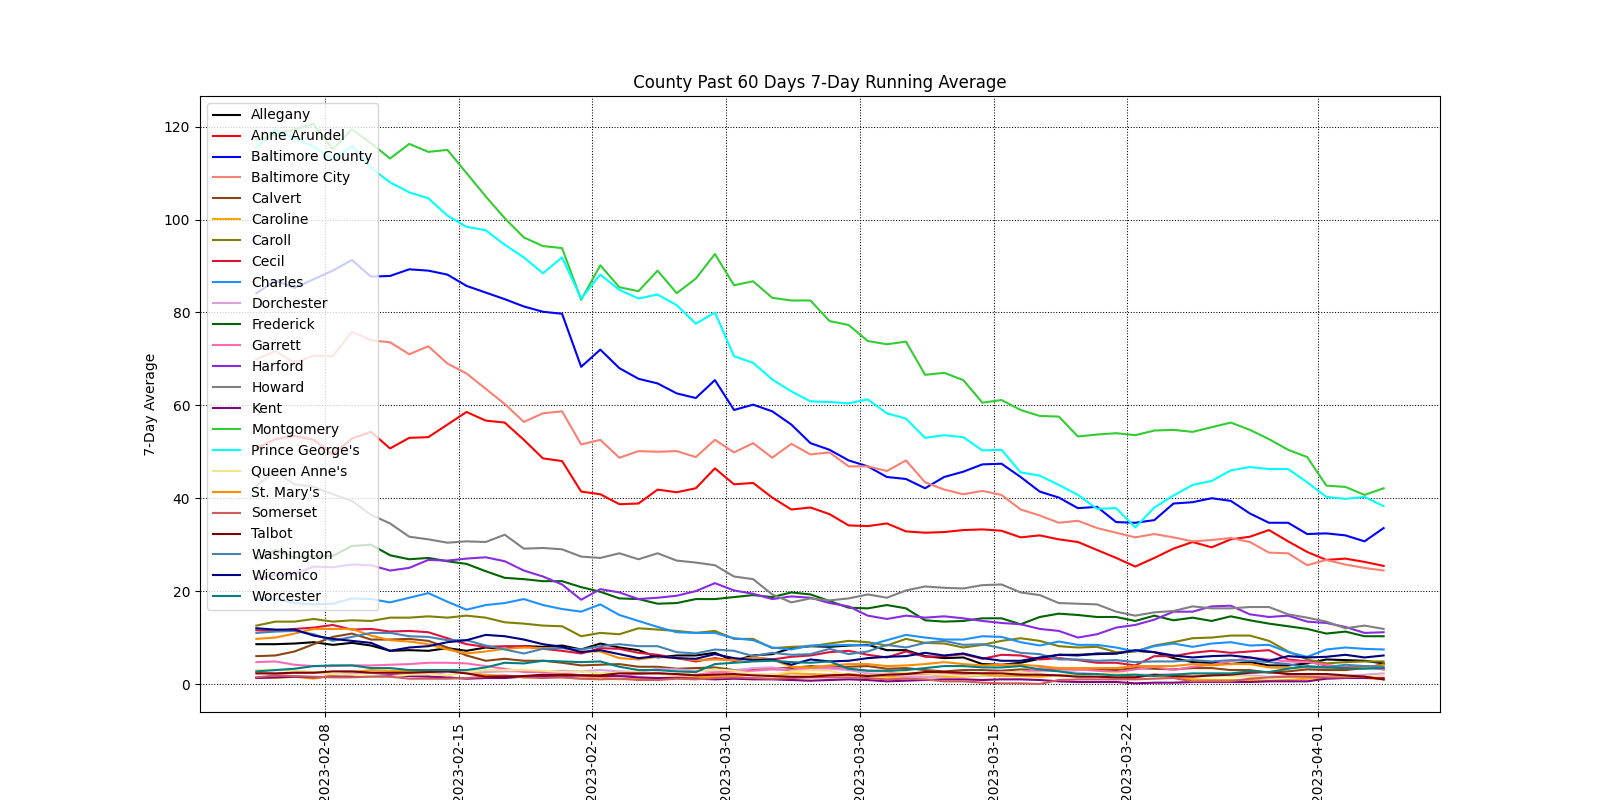 County Past 60 Days 7-Day Running Average
7-Day Average
120
100
80
60
40
20
0
Allegany
Anne Arundel
Baltimore County
Baltimore City
Calvert
Caroline
Caroll
Cecil
Charles
Dorchester
Frederick
Garrett
Harford
Howard
Kent
Montgomery
Prince George's
Queen Anne's
St. Mary's
Somerset
Talbot
Washington
Wicomico
Worcester
2023-02-08
2023-02-15
2023-02-22
2023-03-01
2023-03-08
2023-03-15
2023-03-22
2023-04-01